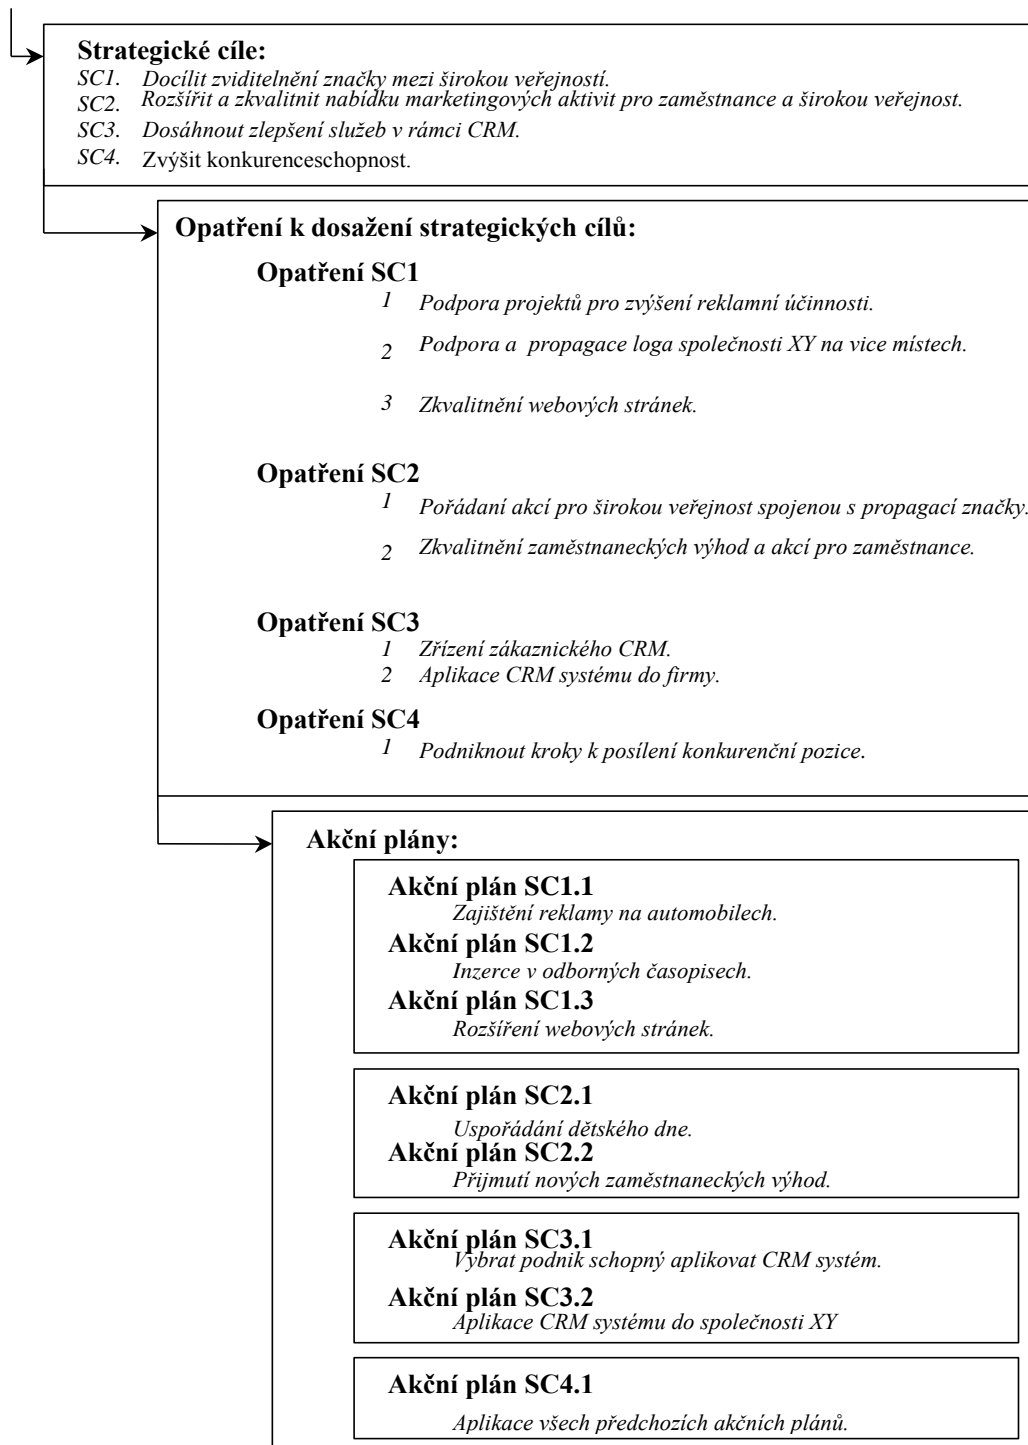 Strategické cíle:
SC1. Docílit zviditelnění značky mezi širokou veřejností.
SC2. Rozšířit a zkvalitnit nabídku marketingových aktivit pro zaměstnance a širokou veřejnost.
SC3. Dosáhnout zlepšení služeb v rámci CRM.
SC4. Zvýšit konkurenceschopnost.
Opatření k dosažení strategických cílů:
Opatření SC1
1 Podpora projektů pro zvýšení reklamní účinnosti.
2 Podpora a propagace loga společnosti XY na vice místech.
3 Zkvalitnění webových stránek.
Opatření SC2
1 Pořádaní akcí pro širokou veřejnost spojenou s propagací značky.
2 Zkvalitnění zaměstnaneckých výhod a akcí pro zaměstnance.
Opatření SC3
1 Zřízení zákaznického CRM.
2 Aplikace CRM systému do firmy.
Opatření SC4
1 Podniknout kroky k posílení konkurenční pozice.
Akční plány:
Akční plán SC1.1
Zajištění reklamy na automobilech.
Akční plán SC1.2
Inzerce v odborných časopisech.
Akční plán SC1.3
Rozšíření webových stránek.
Akční plán SC2.1
Uspořádání dětského dne.
Akční plán SC2.2
Přijmutí nových zaměstnaneckých výhod.
Akční plán SC3.1
Vybrat podnik schopný aplikovat CRM systém.
Akční plán SC3.2
Aplikace CRM systému do společnosti XY
Akční plán SC4.1
Aplikace všech předchozích akčních plánů.